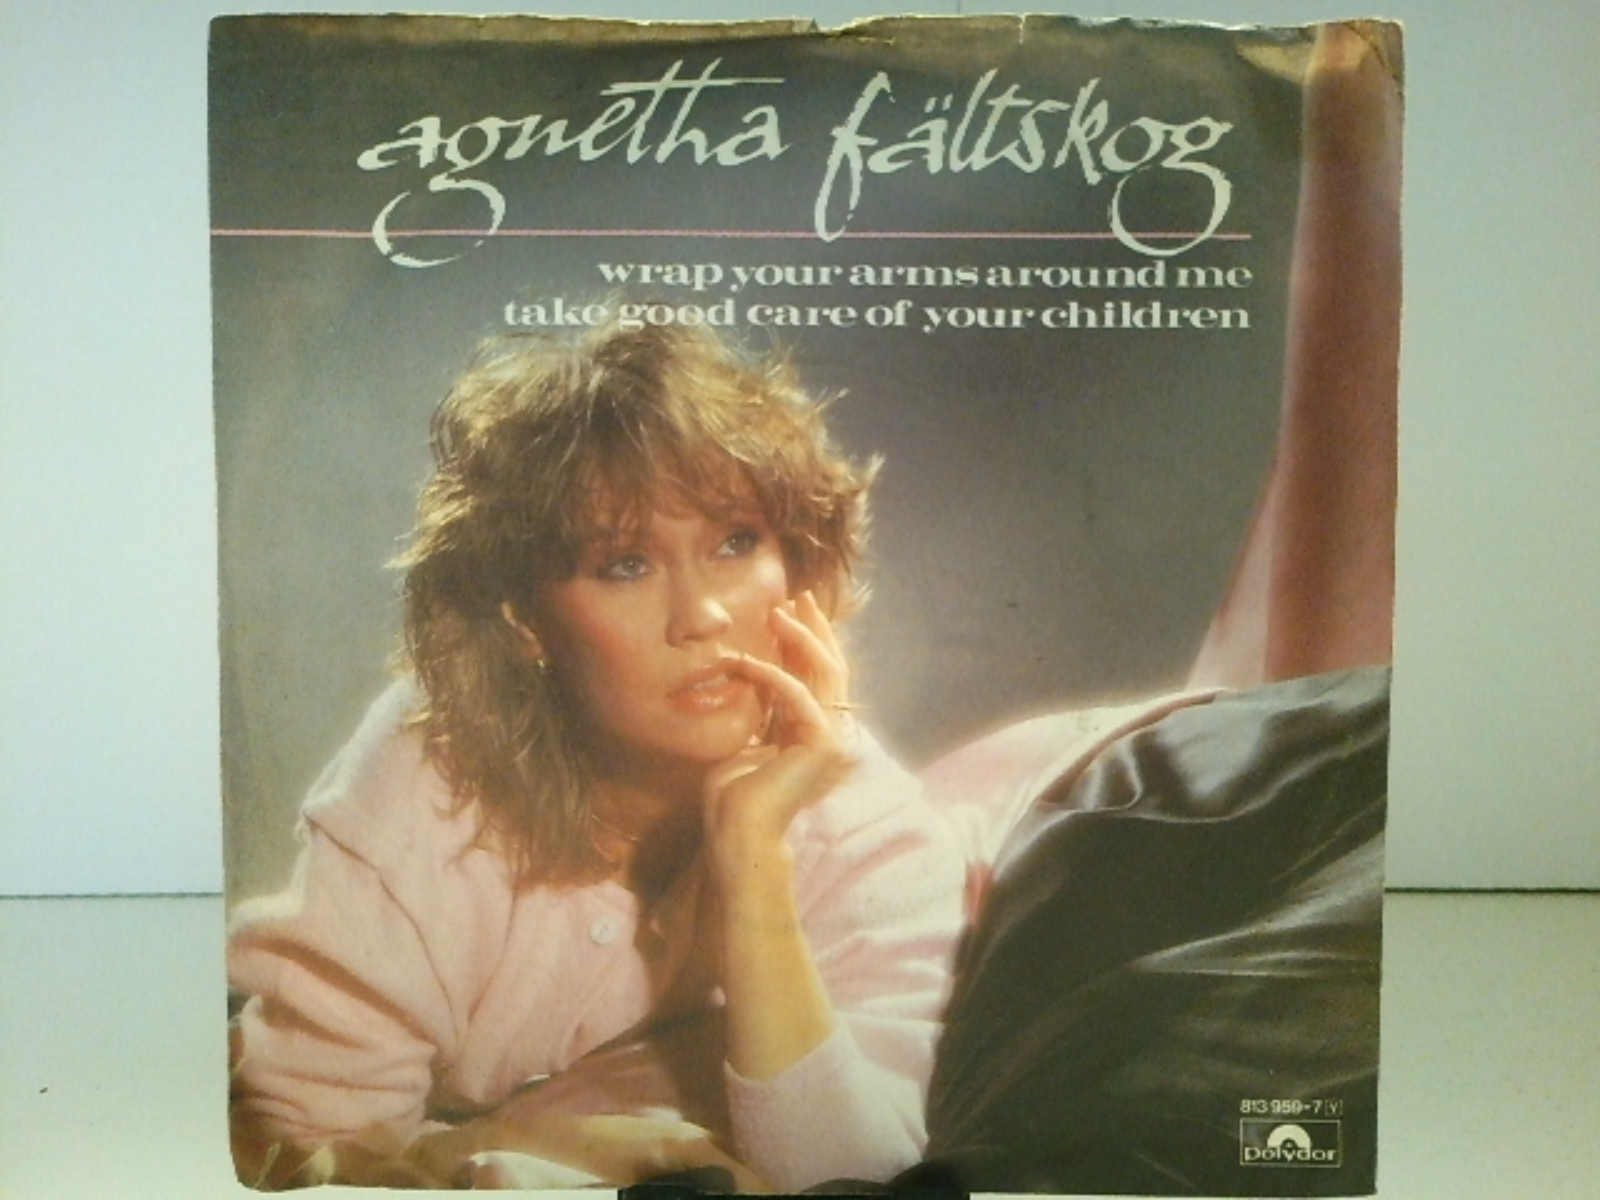 agnetha fältskog
wrap your arms around me
take good care of your children
813 959-7 Y
polydor